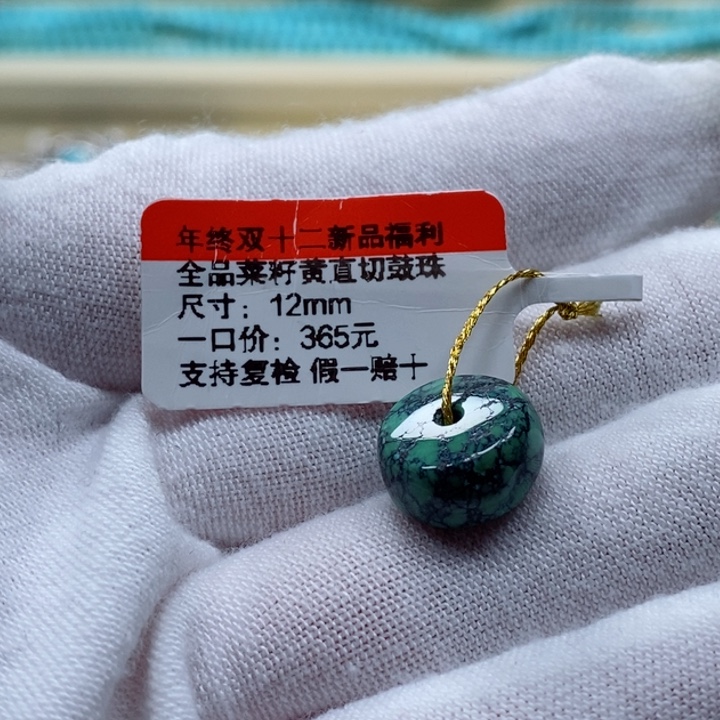 年终双十二新品福利
全品菜籽黄直切鼓珠
尺寸：12mm
一口价：365元
支持复检 假一赔十